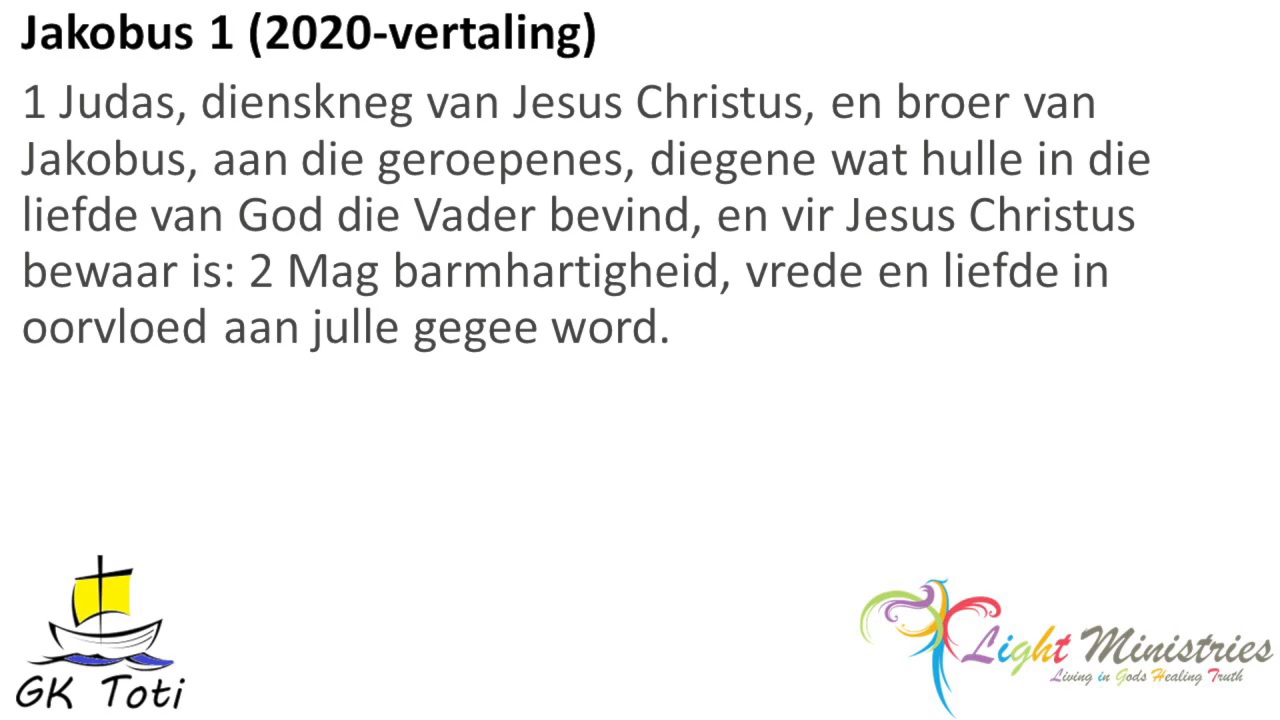 Jakobus 1 (2020-vertaling)
1 Judas, dienskneg van Jesus Christus, en broer van
Jakobus, aan die geroepenes, diegene wat hulle in die
liefde van God die Vader bevind, en vir Jesus Christus
bewaar is: 2 Mag barmhartigheid, vrede en liefde in
oorvloed aan julle gegee word.
GK Toti
Light Ministries
Living in Gods Healing Truth